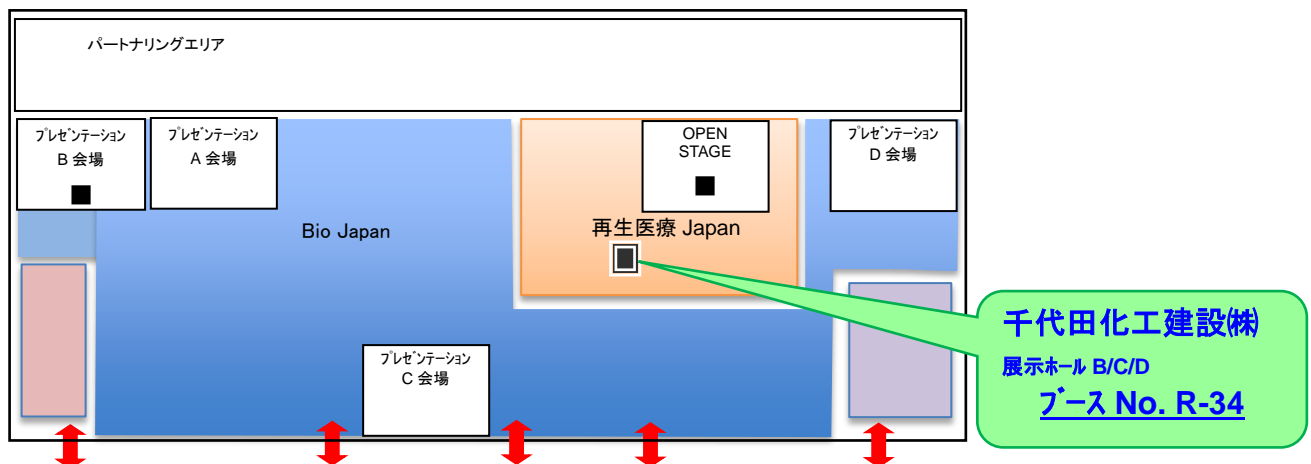 パートナリングエリア
プレゼンテーション
B 会場
プレゼンテーション
A 会場
OPEN
STAGE
プレゼンテーション
D 会場
Bio Japan
再生医療 Japan
千代田化工建設㈱
展示ホール B/C/D
ブース No. R-34
プレゼンテーション
C 会場